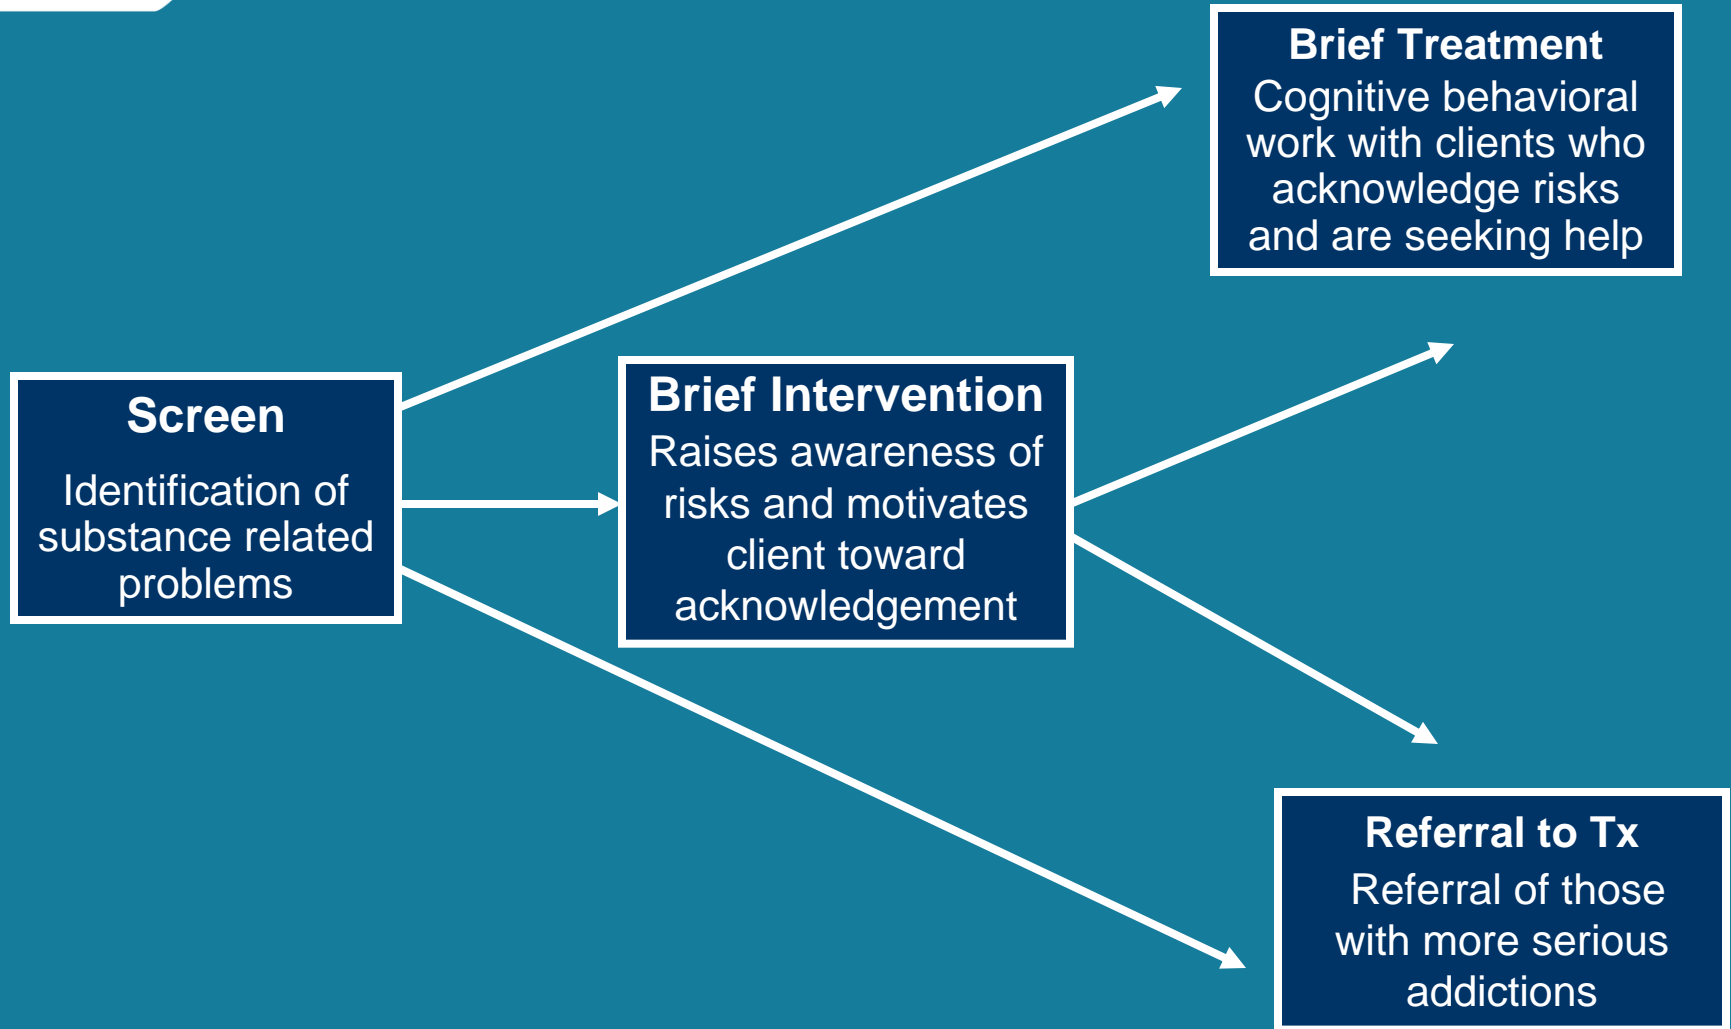 Brief Treatment
Cognitive behavioral
work with clients who
acknowledge risks
and are seeking help
Screen
Identification of
substance related
problems
Brief Intervention
Raises awareness of
risks and motivates
client toward
acknowledgement
Referral to Tx
Referral of those
with more serious
addictions